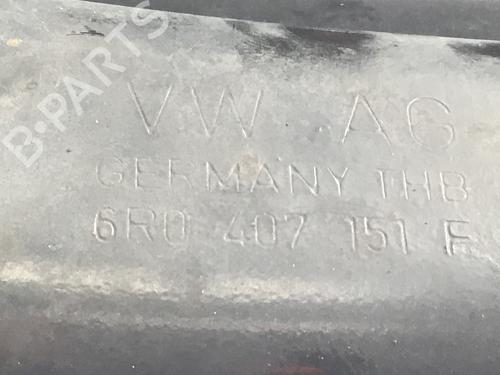 B-PARTS
VW AG
GERMANY THB
6R0 407 151 F